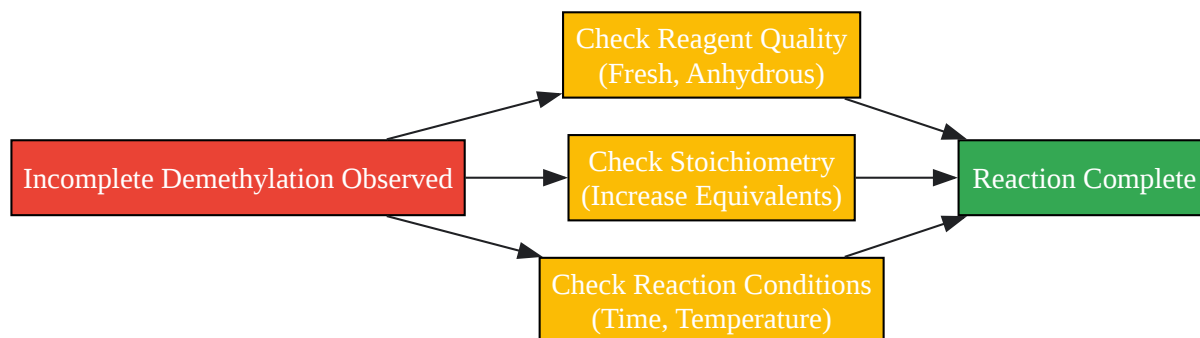 Incomplete Demethylation Observed
Check Reagent Quality
(Fresh, Anhydrous)
Check Stoichiometry
(Increase Equivalents)
Check Reaction Conditions
(Time, Temperature)
Reaction Complete